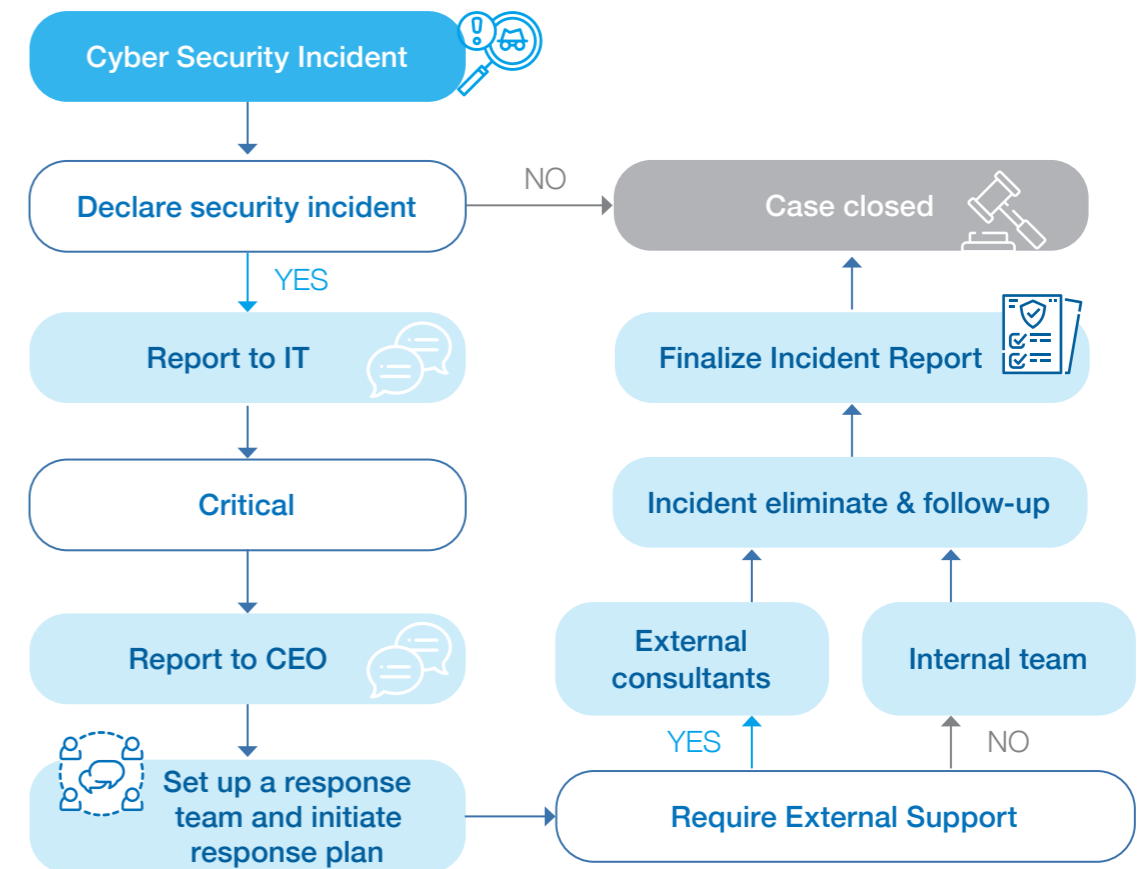 Cyber Security Incident
Declare security incident
NO
Case closed
YES
Report to IT
Finalize Incident Report
Critical
Incident eliminate & follow-up
Report to CEO
External
consultants
Internal team
YES
NO
Set up a response
team and initiate
response plan
Require External Support